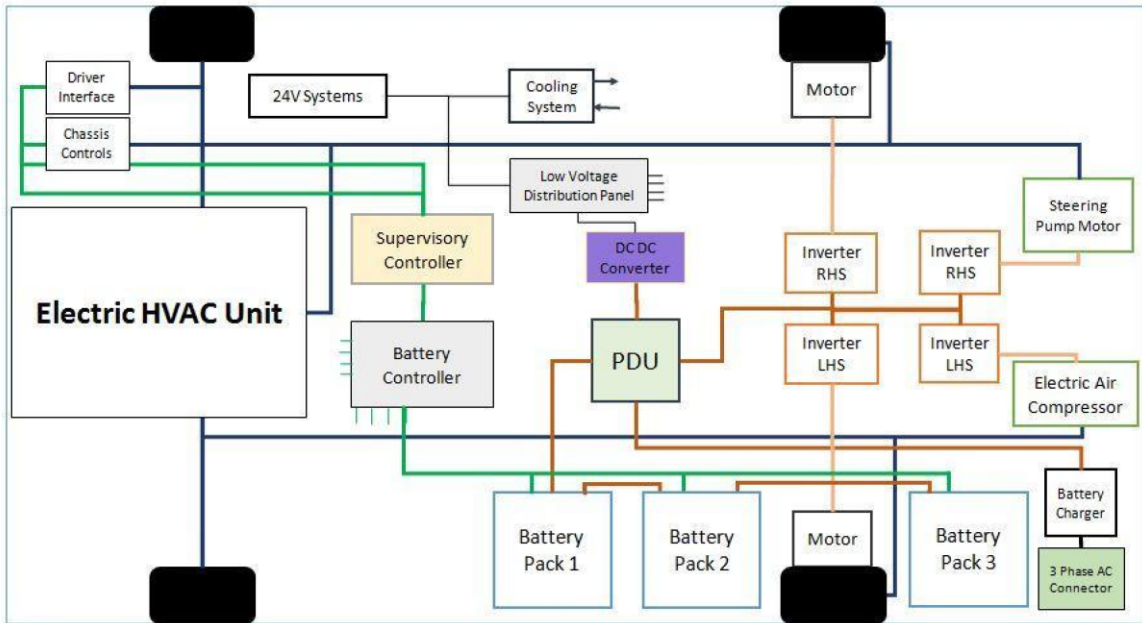 Driver
Interface
24V Systems
Cooling
System
Motor
Chassis
Controls
Low Voltage
Distribution Panel
Steering
Pump Motor
Supervisory
Controller
DC DC
Converter
Inverter
RHS
Inverter
RHS
Electric HVAC Unit
Battery
Controller
PDU
Inverter
LHS
Inverter
LHS
Electric Air
Compressor
Battery
Pack 1
Battery
Pack 2
Motor
Battery
Pack 3
Battery
Charger
3 Phase AC
Connector